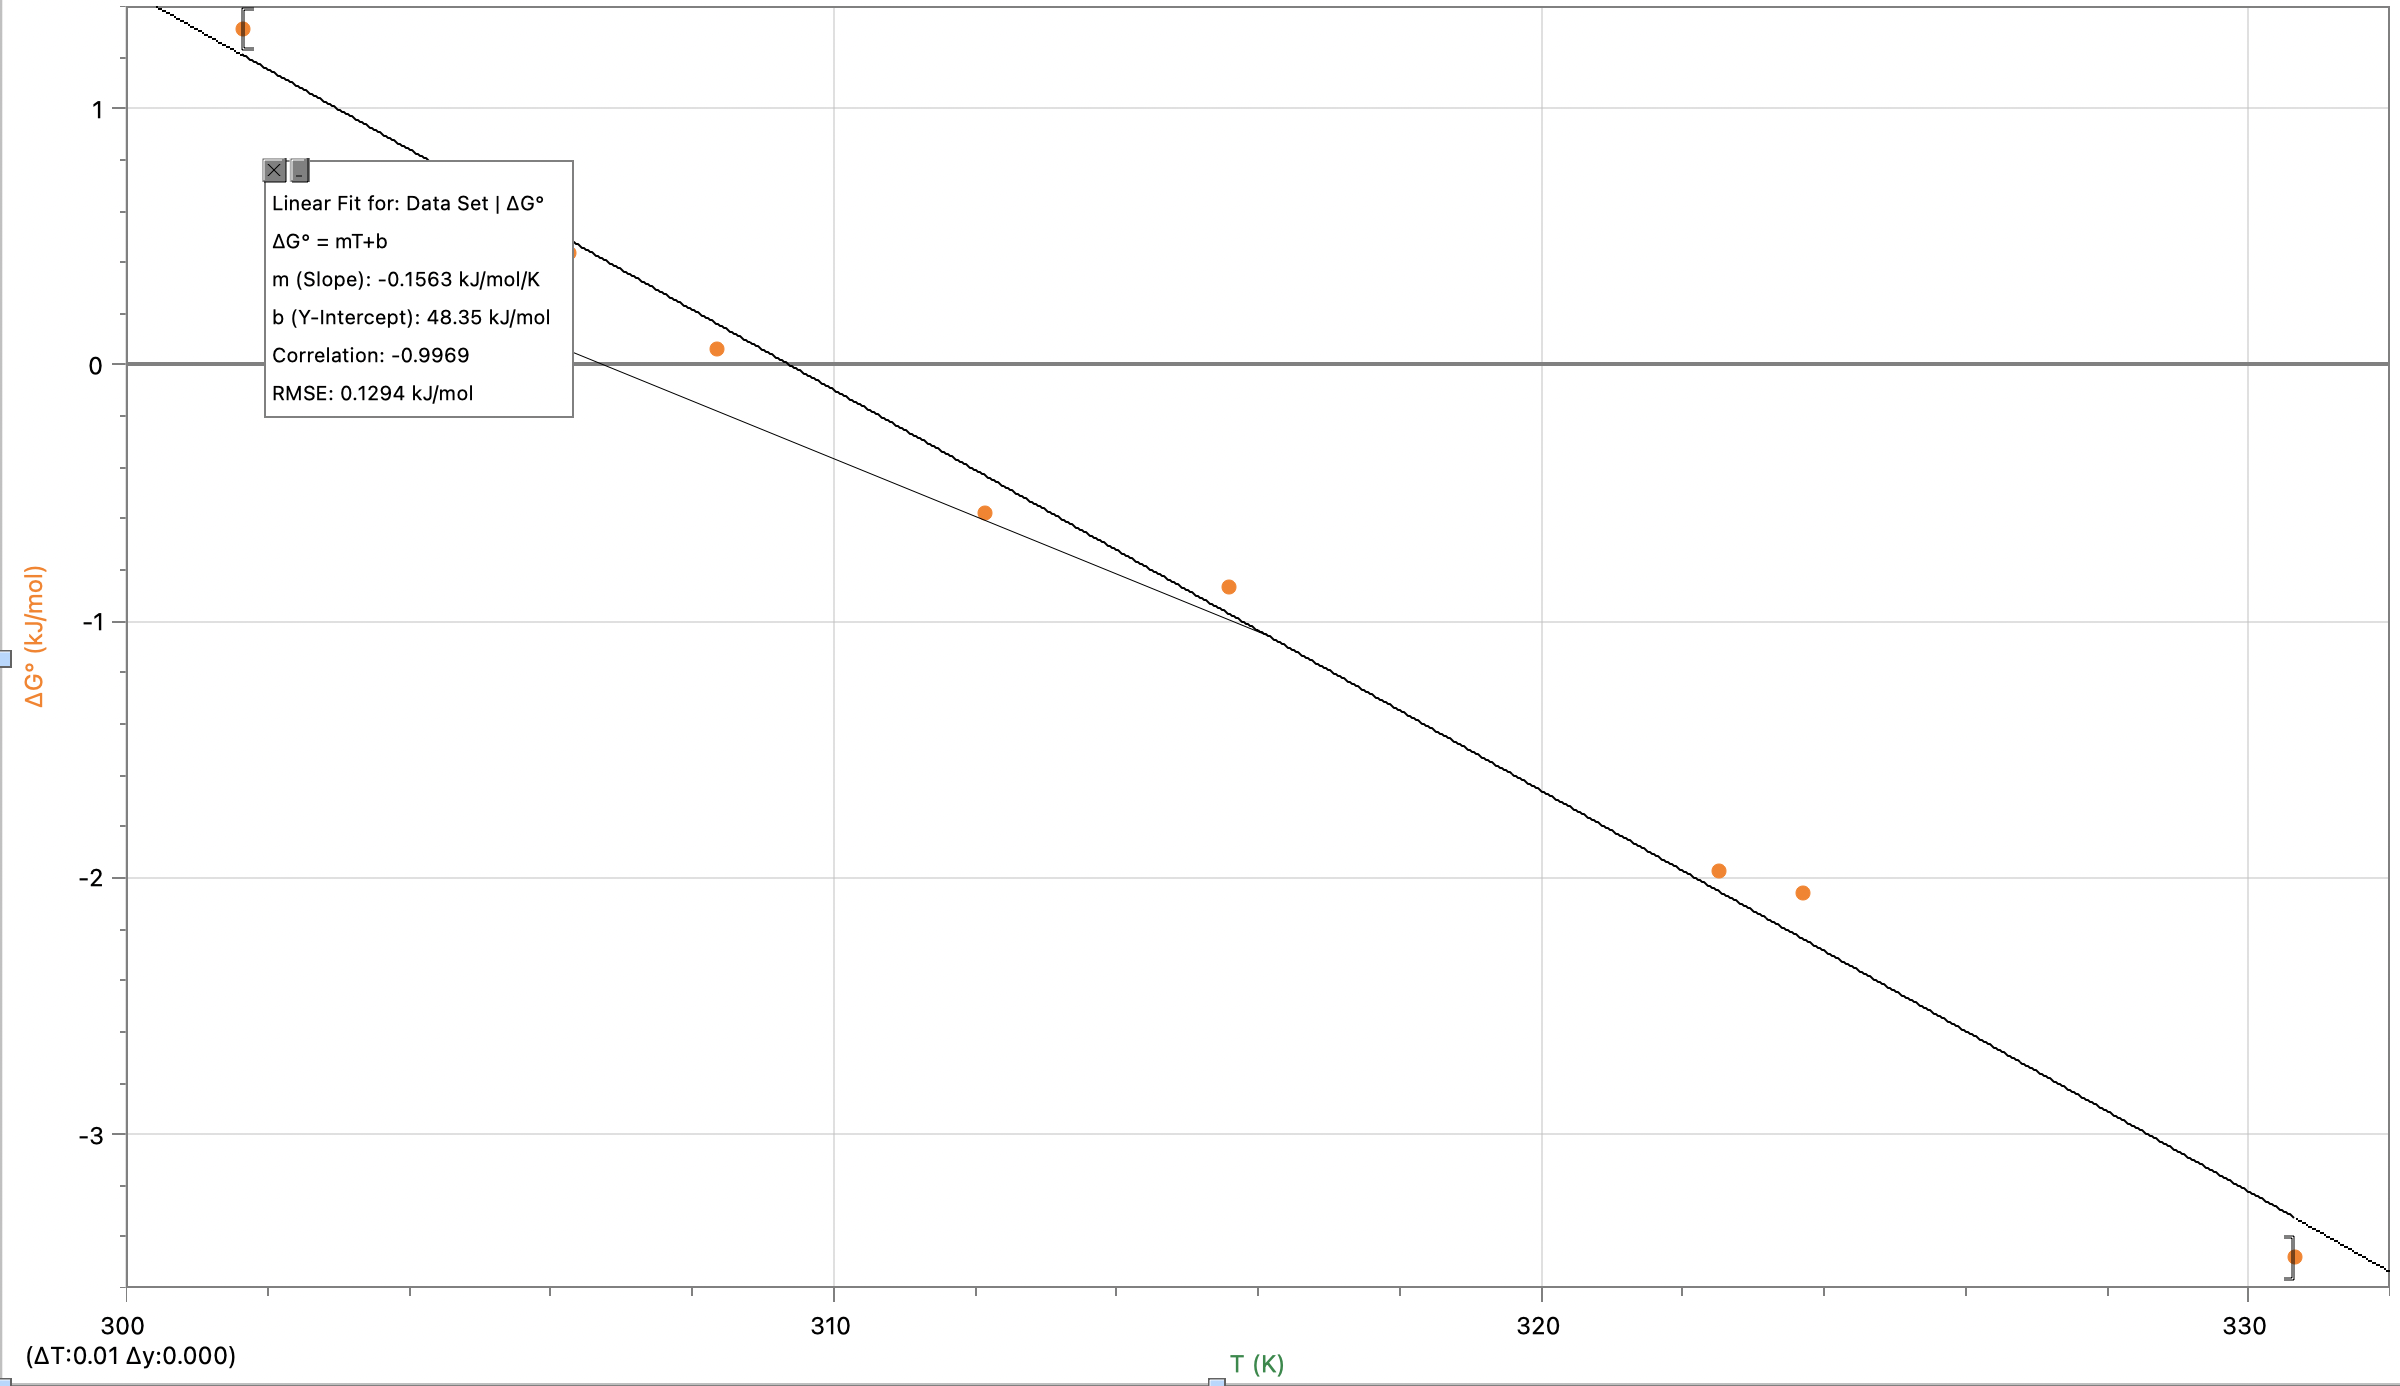 1
Linear Fit for: Data Set | ΔG°
ΔG° = mT+b
m (Slope): -0.1563 kJ/mol/K
b (Y-Intercept): 48.35 kJ/mol
Correlation: -0.9969
RMSE: 0.1294 kJ/mol
0
-1
ΔG° (kJ/mol)
-2
-3
300 310 320 330
(ΔT:0.01 Δy:0.000)
T (K)